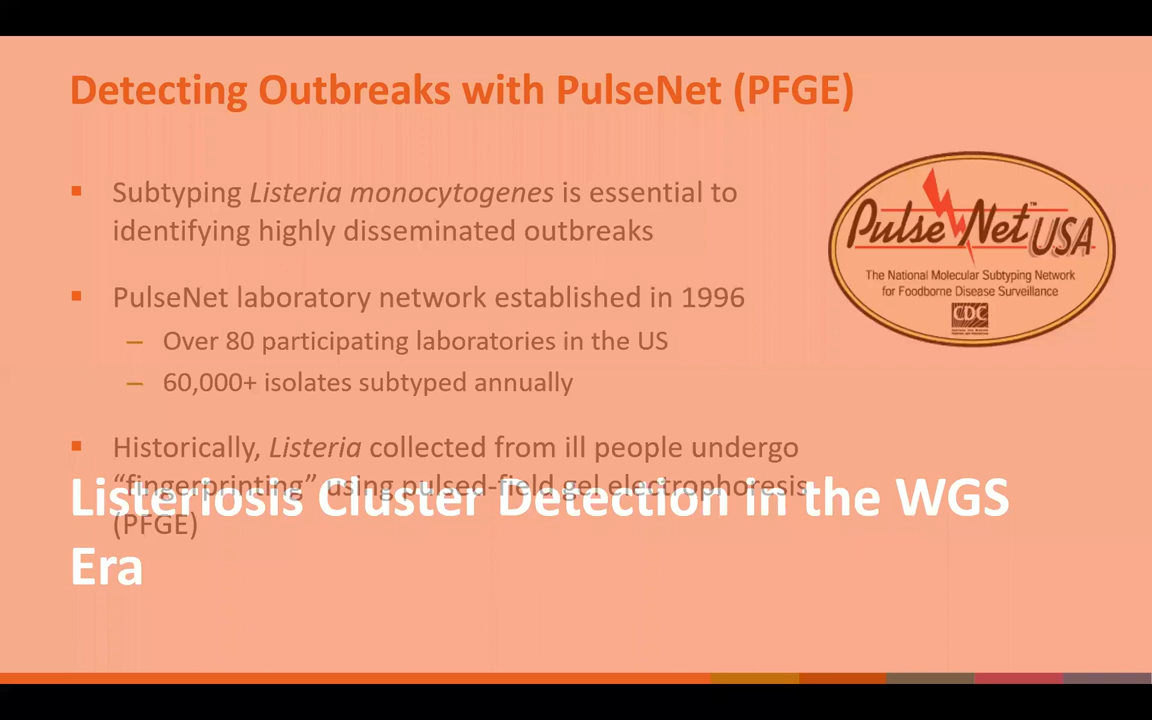 Detecting Outbreaks with PulseNet (PFGE)
▪ Subtyping Listeria monocytogenes is essential to
identifying highly disseminated outbreaks
▪ PulseNet laboratory network established in 1996
– Over 80 participating laboratories in the US
– 60,000+ isolates subtyped annually
▪ Historically, Listeria collected from ill people undergo
“fingerprinting” using pulsed-field gel electrophoresis
(PFGE)
PulseNet™ USA
The National Molecular Subtyping Network
for Foodborne Disease Surveillance
CDC
Listeriosis Cluster Detection in the WGS
Era